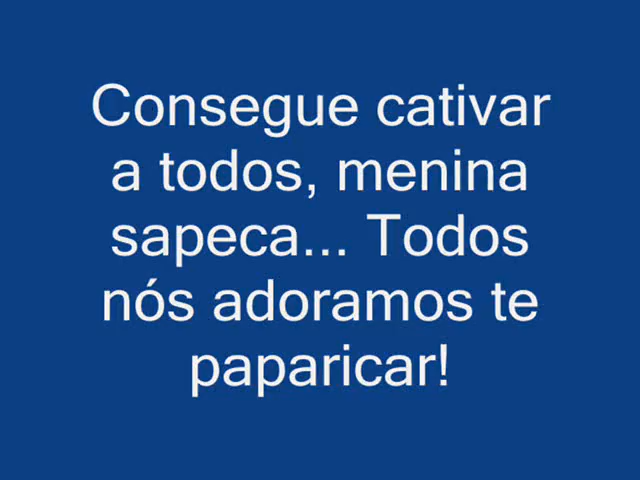 Consegue cativar
a todos, menina
sapeca... Todos
nós adoramos te
paparicar!